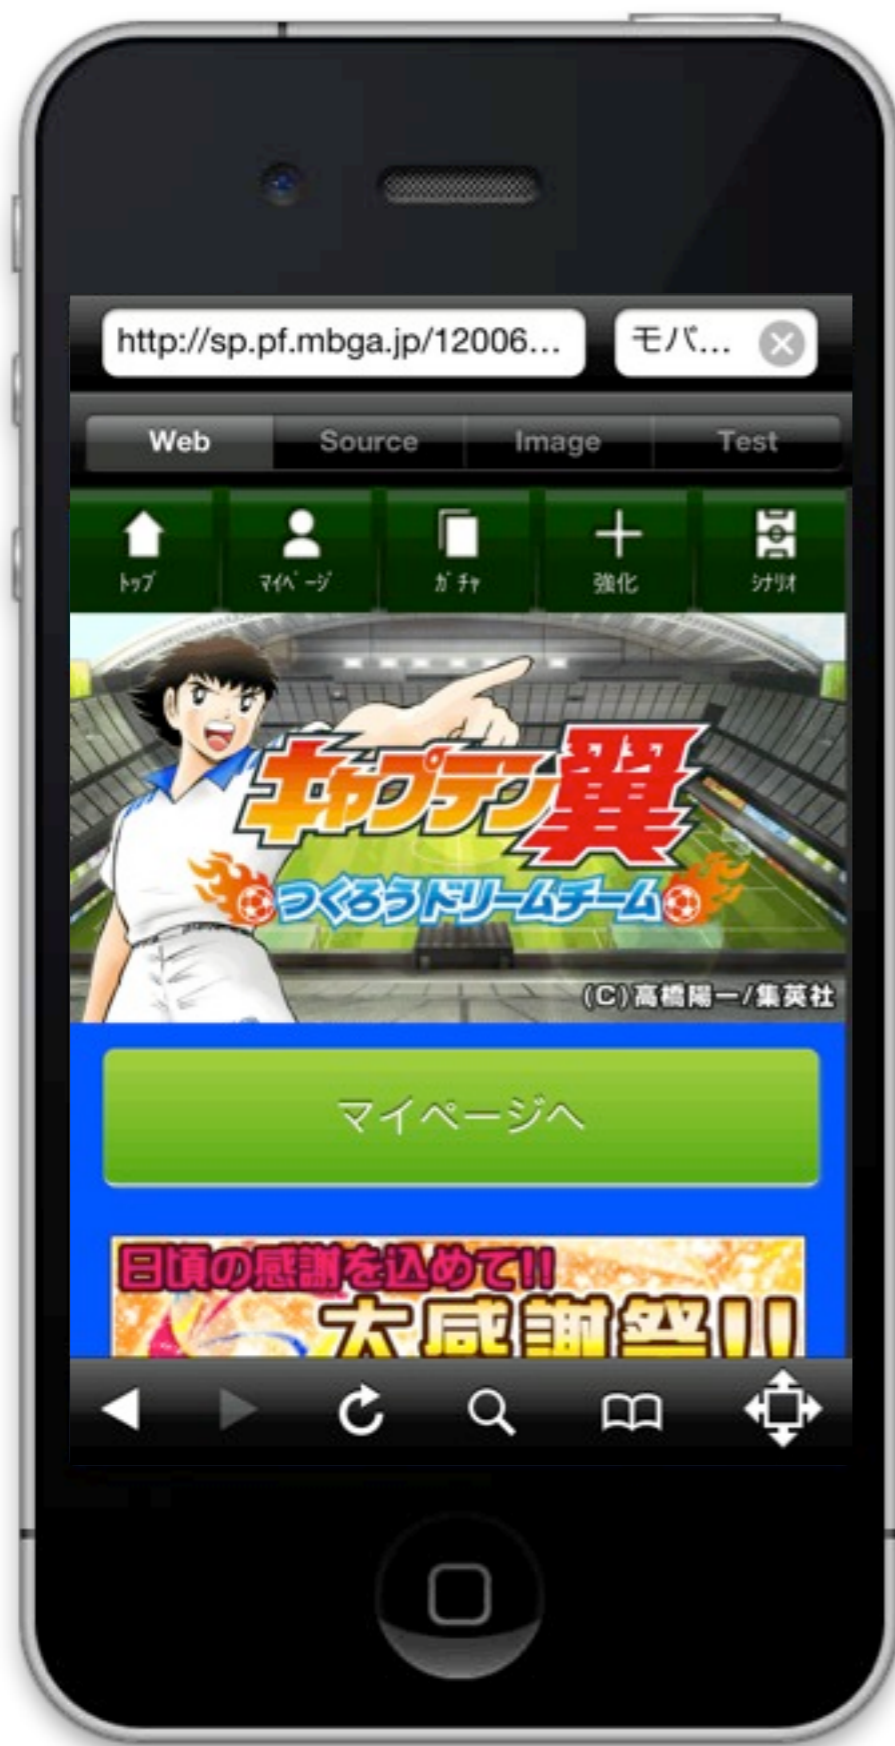 http://sp.pf.mbga.jp/12006... モバ...
Web Source Image Test
ﾄｯﾌﾟ ﾏｲﾍﾟｰｼﾞ ｶﾞﾁｬ 強化 ｼﾅﾘｵ
キャプテン翼
つくろうドリームチーム
(C)高橋陽一/集英社
マイページへ
日頃の感謝を込めて!!
大感謝祭!!